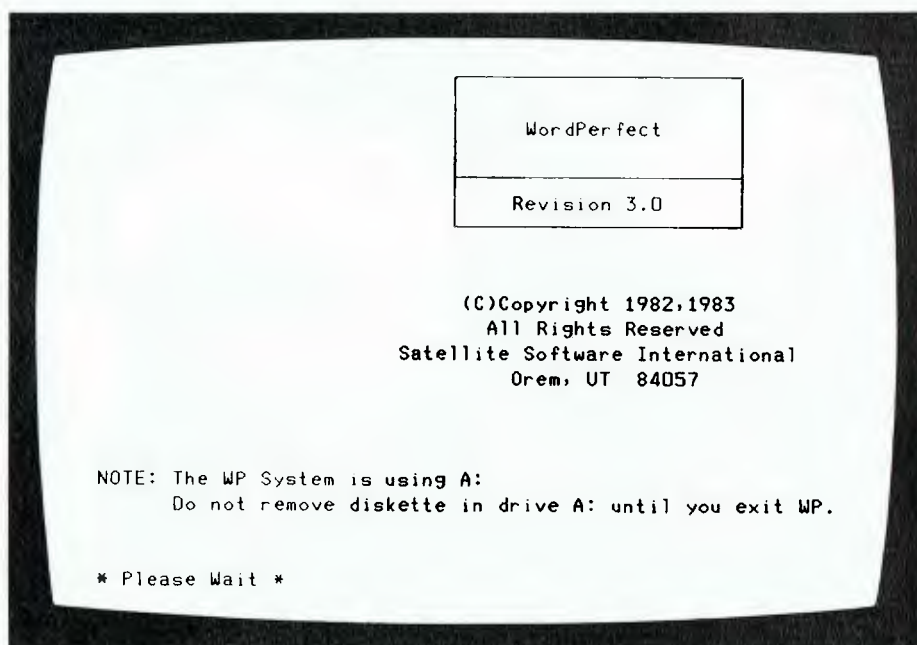 WordPerfect
Revision 3.0
(C)Copyright 1982,1983
All Rights Reserved
Satellite Software International
Orem, UT  84057
NOTE: The WP System is using A:
Do not remove diskette in drive A: until you exit WP.
* Please Wait *